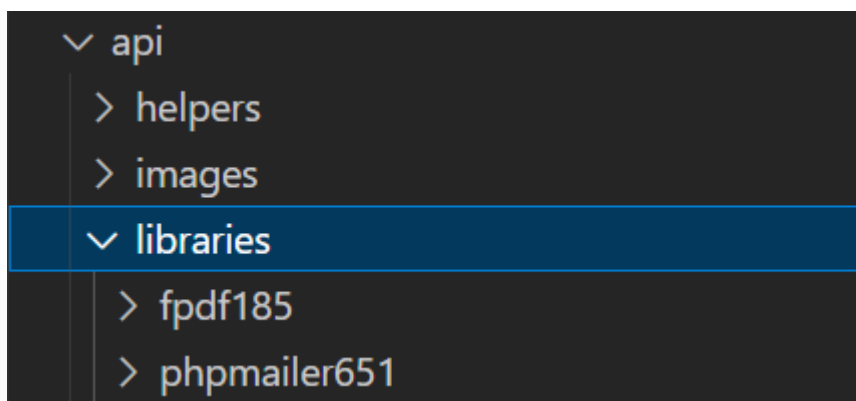 api
helpers
images
libraries
fpdf185
phpmailer651